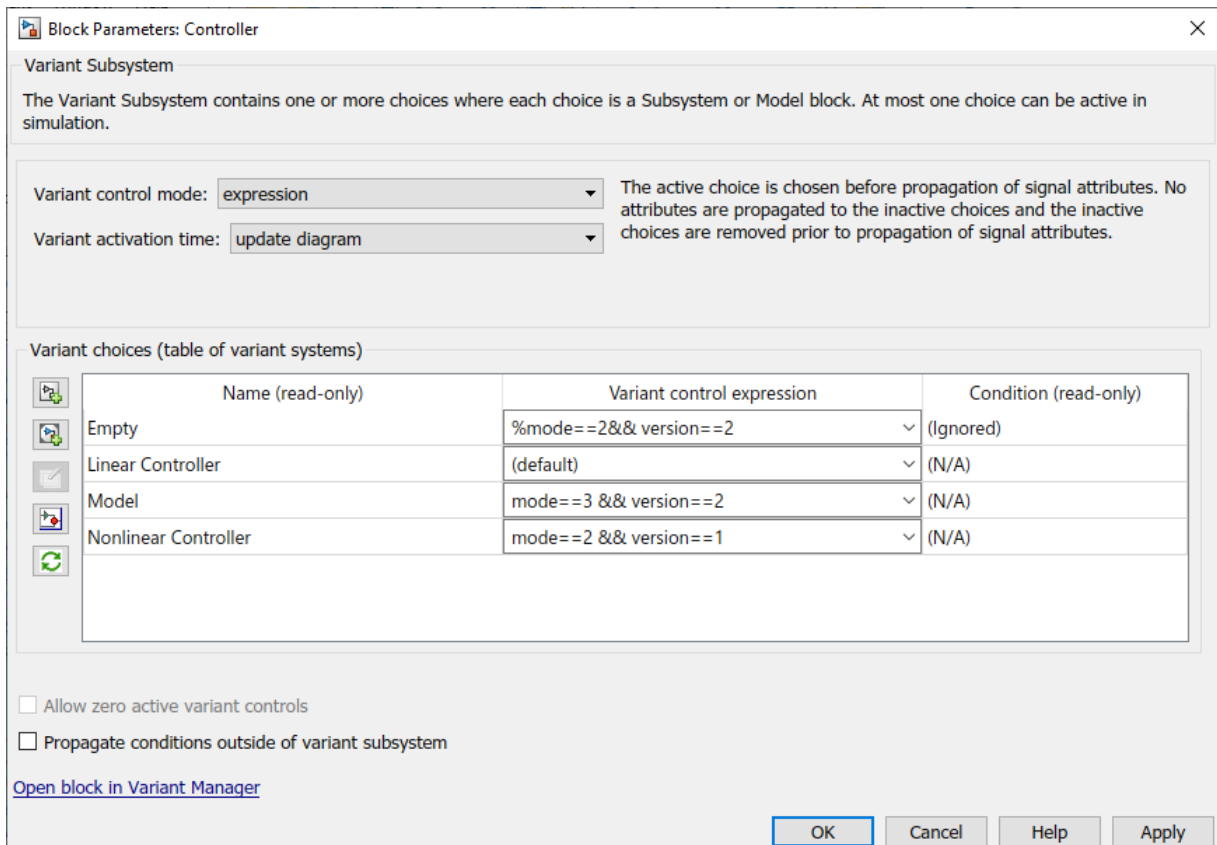 Block Parameters: Controller
Variant Subsystem
The Variant Subsystem contains one or more choices where each choice is a Subsystem or Model block. At most one choice can be active in
simulation.
Variant control mode: expression
The active choice is chosen before propagation of signal attributes. No
attributes are propagated to the inactive choices and the inactive
choices are removed prior to propagation of signal attributes.
Variant activation time: update diagram
Variant choices (table of variant systems)
Name (read-only) Variant control expression Condition (read-only)
Empty %mode==2&& version==2 (Ignored)
Linear Controller (default) (N/A)
Model mode==3 && version==2 (N/A)
Nonlinear Controller mode==2 && version==1 (N/A)
Allow zero active variant controls
Propagate conditions outside of variant subsystem
Open block in Variant Manager
OK Cancel Help Apply